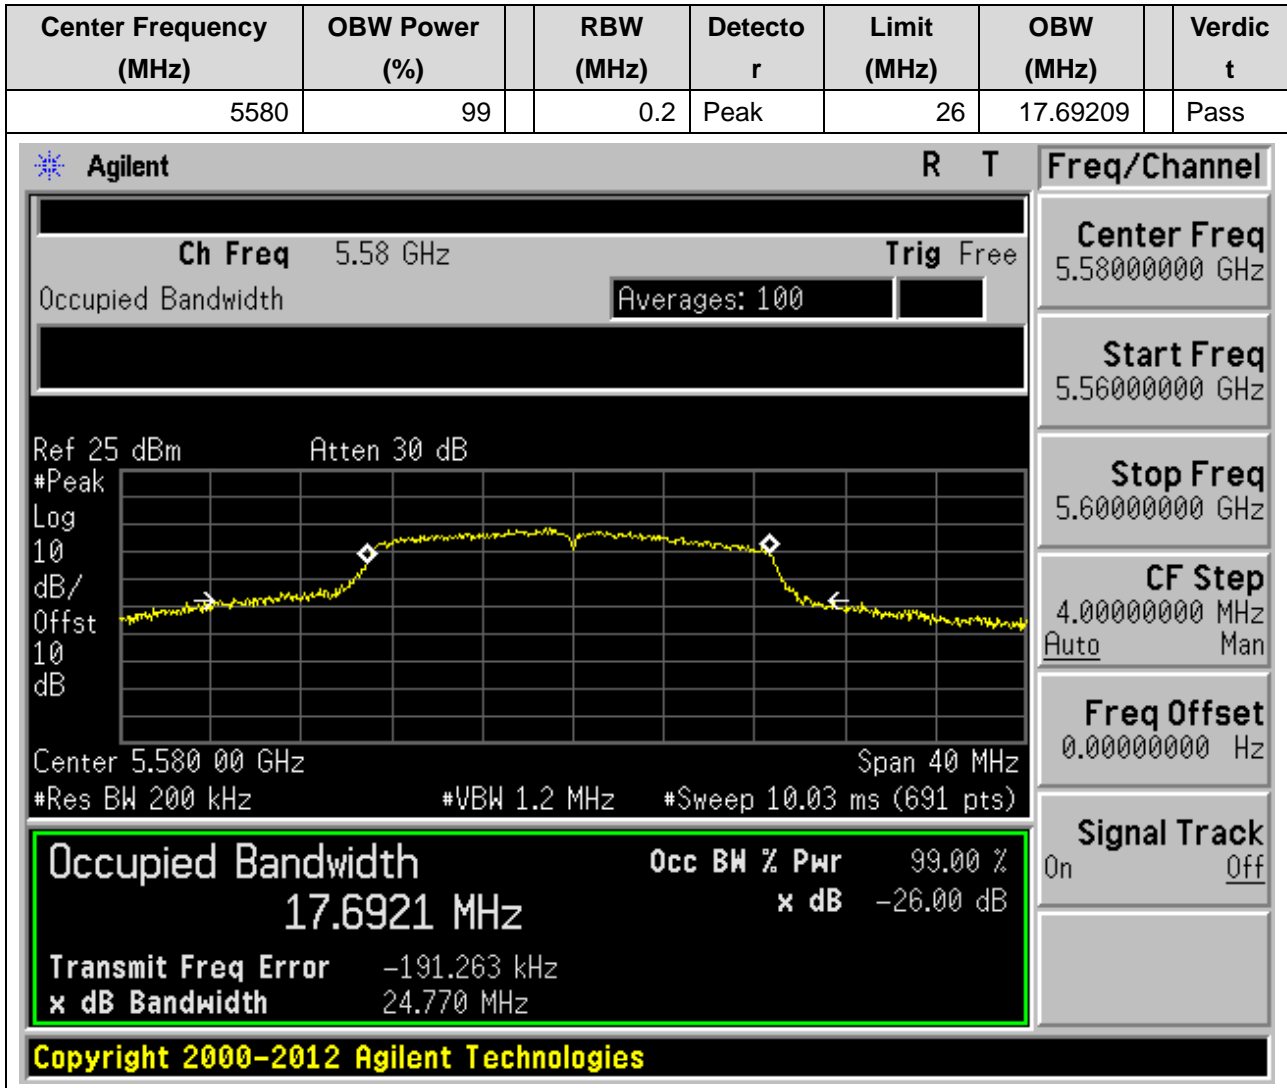 Center Frequency OBW Power RBW Detecto Limit OBW Verdic
(MHz) (%) (MHz) r (MHz) (MHz) t
5580 99 0.2 Peak 26 17.69209 Pass
Agilent R T Freq/Channel
Ch Freq 5.58 GHz Trig Free
Occupied Bandwidth Averages: 100
Center Freq
5.58000000 GHz
Start Freq
5.56000000 GHz
Stop Freq
5.60000000 GHz
CF Step
4.00000000 MHz
Auto Man
Freq Offset
0.00000000 Hz
Signal Track
On Off
Ref 25 dBm Atten 30 dB
#Peak
Log
10
dB/
Offst
10
dB
Center 5.580 00 GHz Span 40 MHz
#Res BW 200 kHz #VBW 1.2 MHz #Sweep 10.03 ms (691 pts)
Occupied Bandwidth Occ BW % Pwr 99.00 %
17.6921 MHz x dB -26.00 dB
Transmit Freq Error -191.263 kHz
x dB Bandwidth 24.770 MHz
Copyright 2000-2012 Agilent Technologies